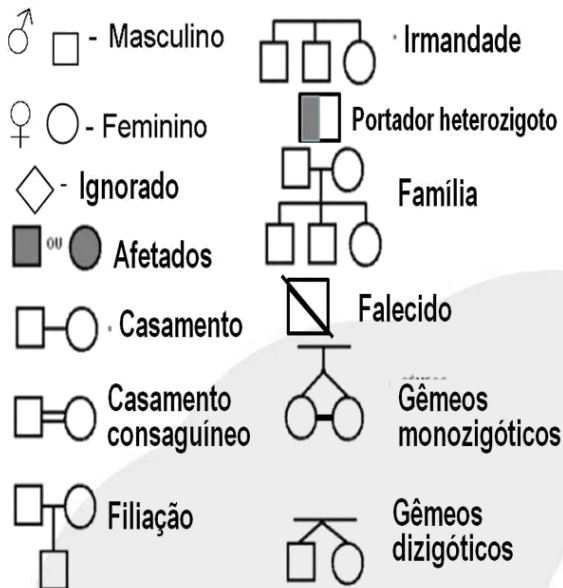 - Masculino
- Feminino
- Ignorado
OU
Afetados
Casamento
Casamento
consaguíneo
Filiação
Irmandade
Portador heterozigoto
Família
Falecido
Gêmeos
monozigóticos
Gêmeos
dizigóticos